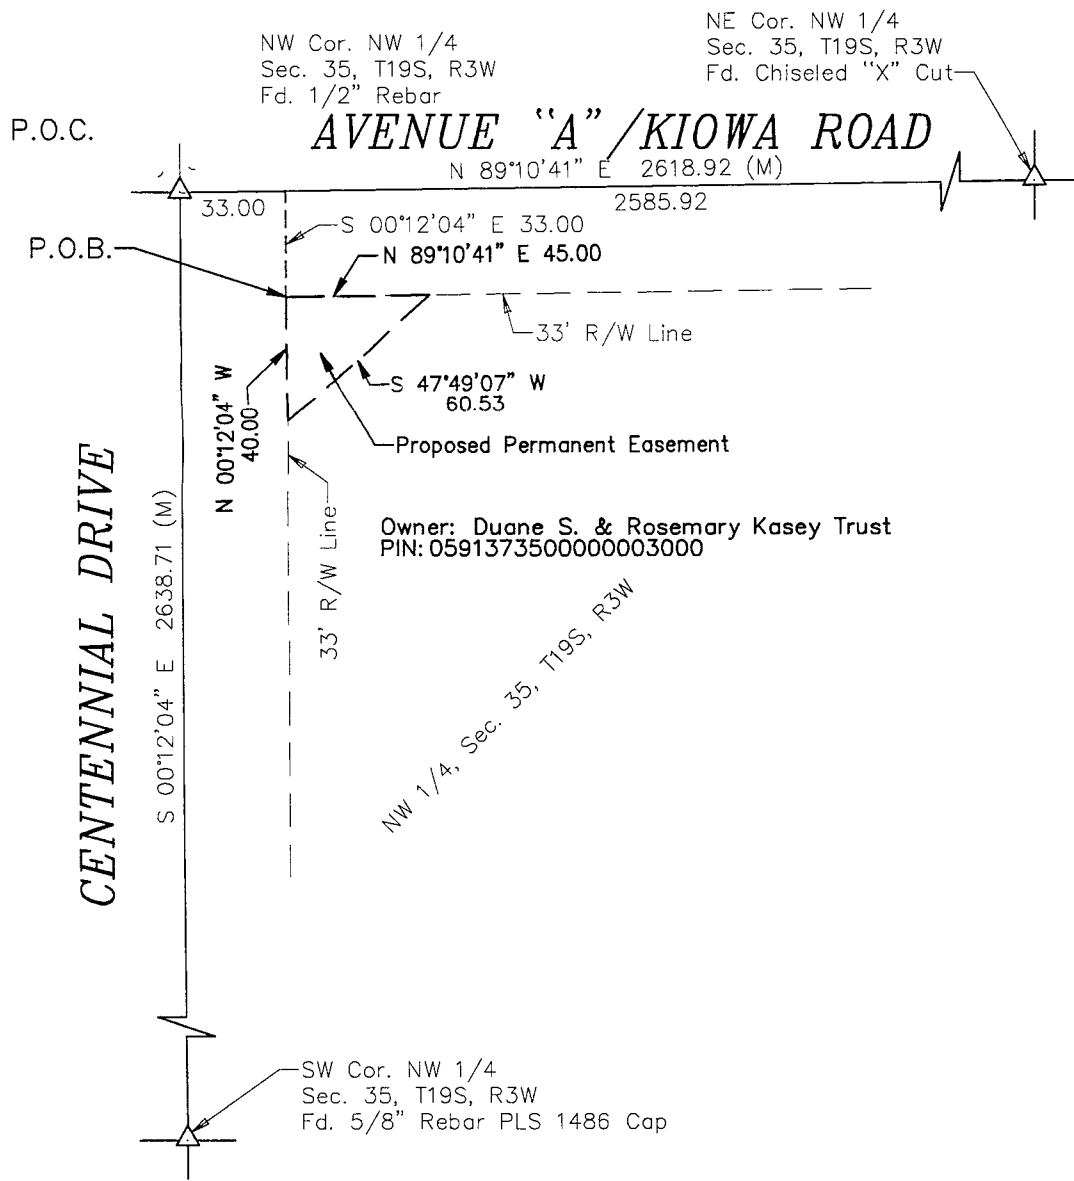 NW Cor. NW 1/4
Sec. 35, T19S, R3W
Fd. 1/2" Rebar
NE Cor. NW 1/4
Sec. 35, T19S, R3W
Fd. Chiseled "X" Cut
P.O.C.
AVENUE "A"/KIOWA ROAD
N 89°10'41" E 2618.92 (M)
33.00
2585.92
S 00°12'04" E 33.00
P.O.B.
N 89°10'41" E 45.00
33' R/W Line
S 47°49'07" W
60.53
N 00°12'04" W
40.00
Proposed Permanent Easement
CENTENNIAL DRIVE
S 00°12'04" E 2638.71 (M)
33' R/W Line
Owner: Duane S. & Rosemary Kasey Trust
PIN: 05913735000000003000
NW 1/4, Sec. 35, T19S, R3W
SW Cor. NW 1/4
Sec. 35, T19S, R3W
Fd. 5/8" Rebar PLS 1486 Cap